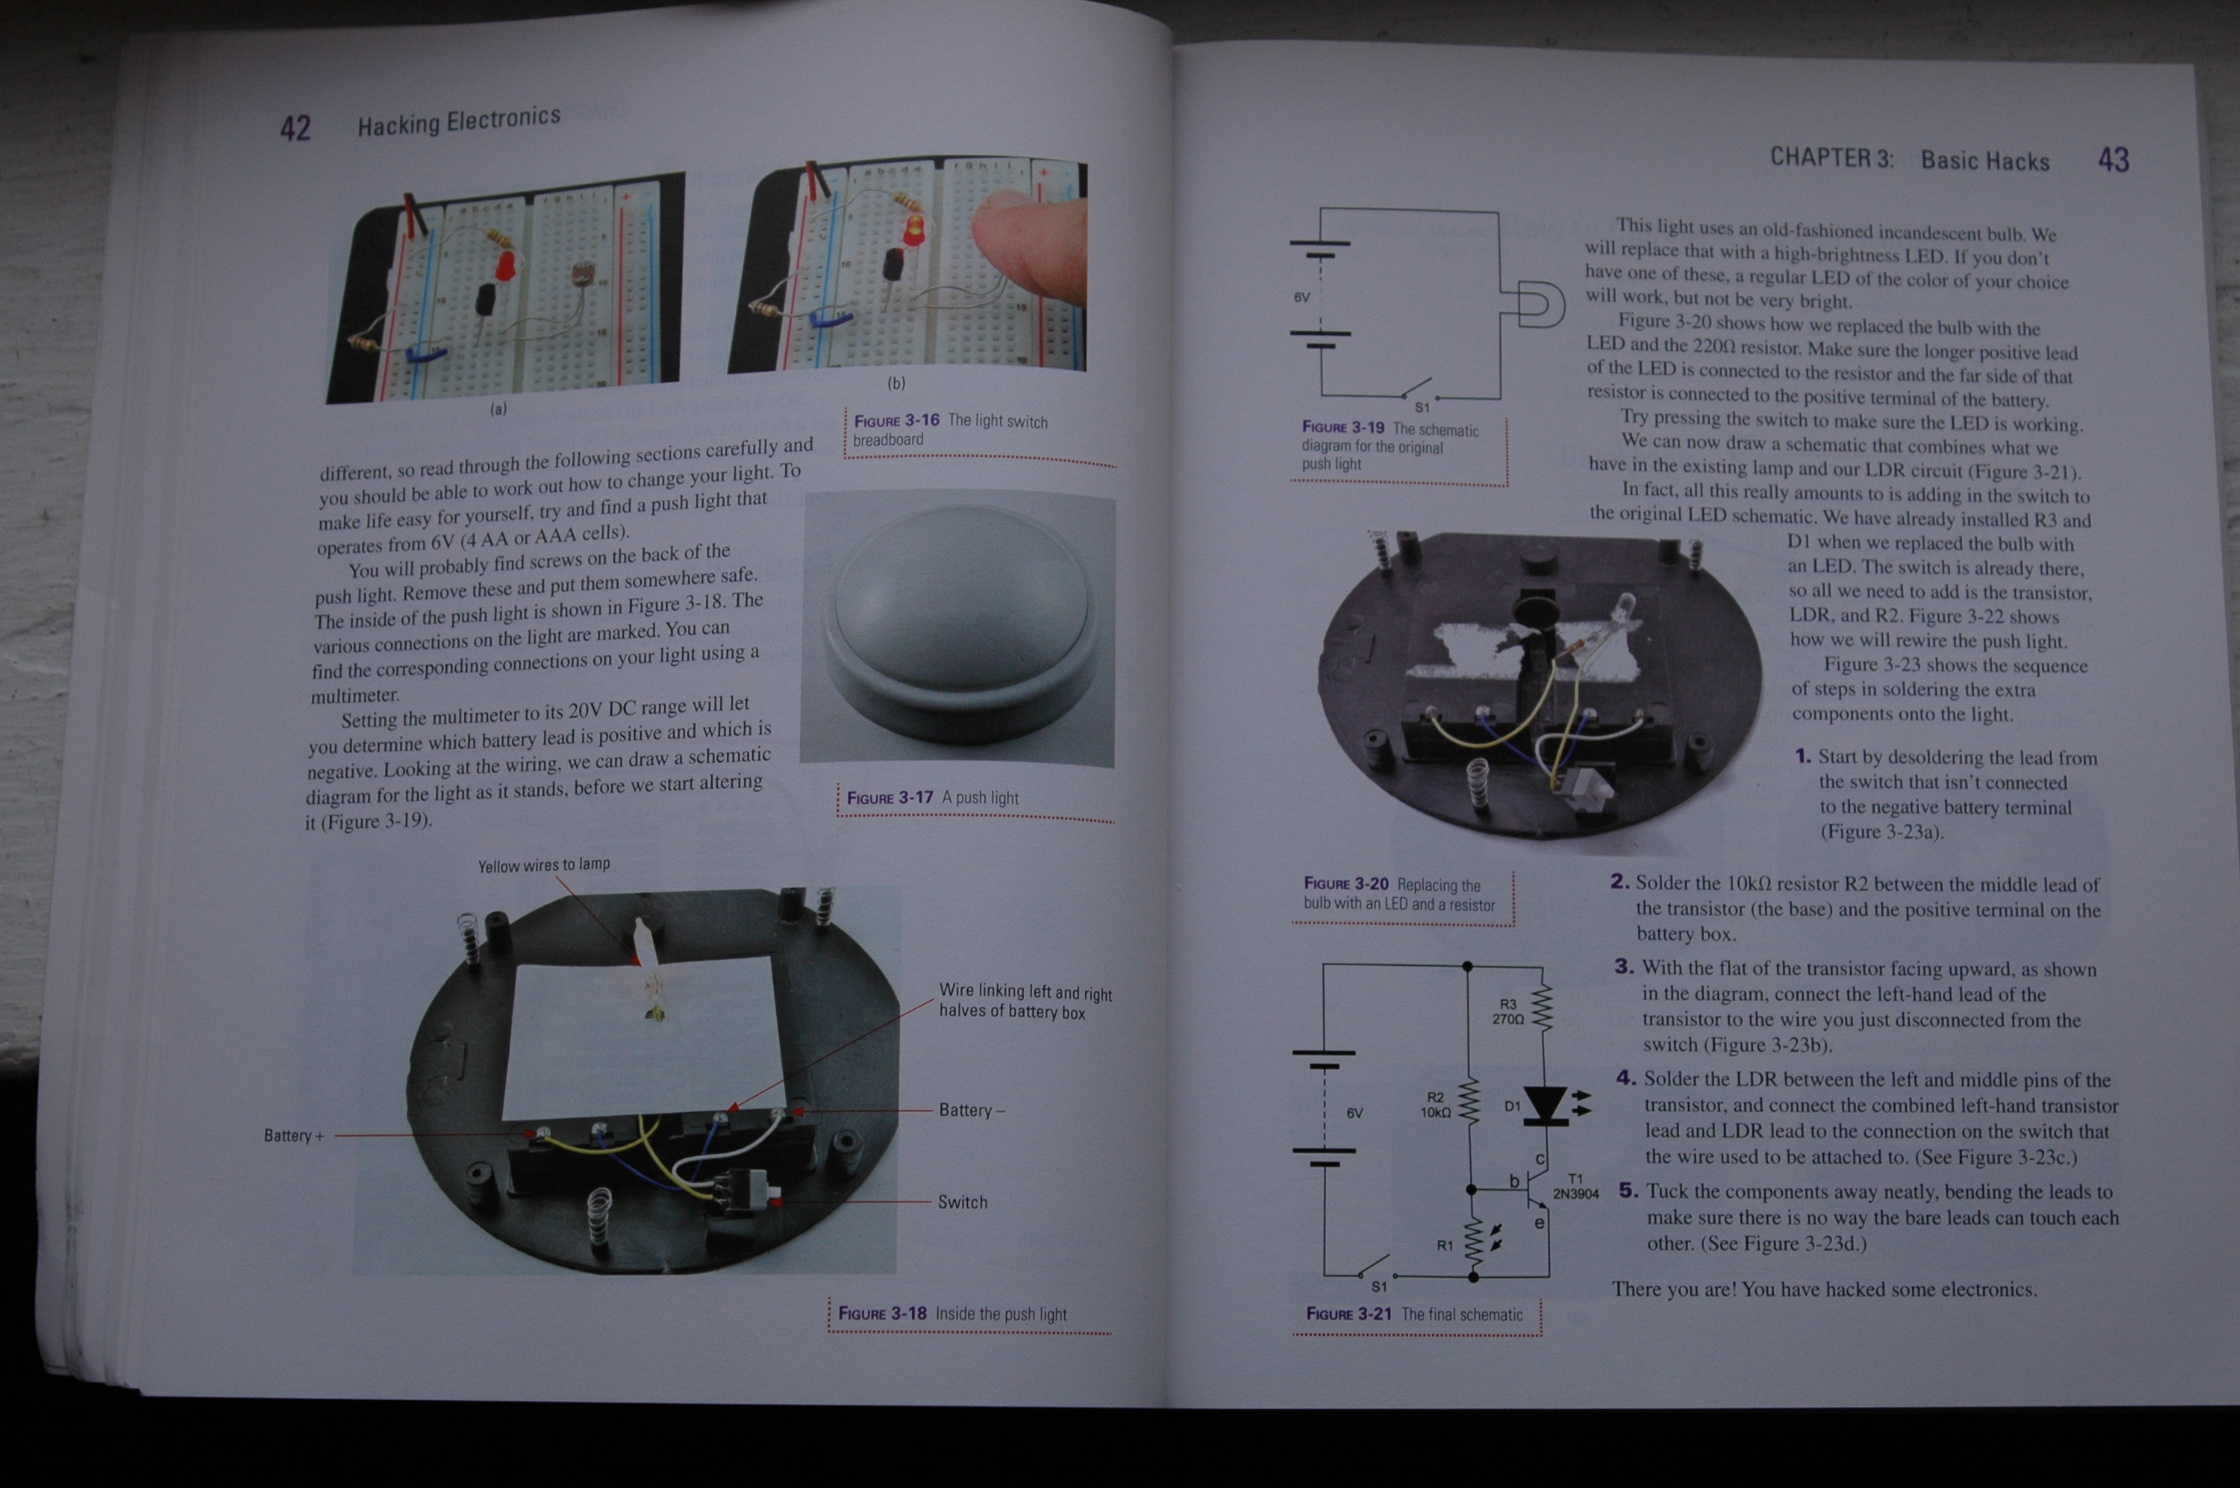 42 Hacking Electronics
(a)
(b)
FIGURE 3-16 The light switch
breadboard
different, so read through the following sections carefully and
you should be able to work out how to change your light. To
make life easy for yourself, try and find a push light that
operates from 6V (4 AA or AAA cells).
You will probably find screws on the back of the
push light. Remove these and put them somewhere safe.
The inside of the push light is shown in Figure 3-18. The
various connections on the light are marked. You can
find the corresponding connections on your light using a
multimeter.
Setting the multimeter to its 20V DC range will let
you determine which battery lead is positive and which is
negative. Looking at the wiring, we can draw a schematic
diagram for the light as it stands, before we start altering
it (Figure 3-19).
FIGURE 3-17 A push light
Yellow wires to lamp
Wire linking left and right
halves of battery box
Battery –
Battery +
Switch
FIGURE 3-18 Inside the push light
CHAPTER 3: Basic Hacks 43
6V
S1
FIGURE 3-19 The schematic
diagram for the original
push light
This light uses an old-fashioned incandescent bulb. We
will replace that with a high-brightness LED. If you don't
have one of these, a regular LED of the color of your choice
will work, but not be very bright.
Figure 3-20 shows how we replaced the bulb with the
LED and the 220Ω resistor. Make sure the longer positive lead
of the LED is connected to the resistor and the far side of that
resistor is connected to the positive terminal of the battery.
Try pressing the switch to make sure the LED is working.
We can now draw a schematic that combines what we
have in the existing lamp and our LDR circuit (Figure 3-21).
In fact, all this really amounts to is adding in the switch to
the original LED schematic. We have already installed R3 and
D1 when we replaced the bulb with
an LED. The switch is already there,
so all we need to add is the transistor,
LDR, and R2. Figure 3-22 shows
how we will rewire the push light.
Figure 3-23 shows the sequence
of steps in soldering the extra
components onto the light.
1. Start by desoldering the lead from
the switch that isn't connected
to the negative battery terminal
(Figure 3-23a).
FIGURE 3-20 Replacing the
bulb with an LED and a resistor
2. Solder the 10kΩ resistor R2 between the middle lead of
the transistor (the base) and the positive terminal on the
battery box.
3. With the flat of the transistor facing upward, as shown
in the diagram, connect the left-hand lead of the
transistor to the wire you just disconnected from the
switch (Figure 3-23b).
4. Solder the LDR between the left and middle pins of the
transistor, and connect the combined left-hand transistor
lead and LDR lead to the connection on the switch that
the wire used to be attached to. (See Figure 3-23c.)
5. Tuck the components away neatly, bending the leads to
make sure there is no way the bare leads can touch each
other. (See Figure 3-23d.)
There you are! You have hacked some electronics.
R3
270Ω
R2
10kΩ
D1
6V
c
b
T1
2N3904
e
R1
S1
FIGURE 3-21 The final schematic